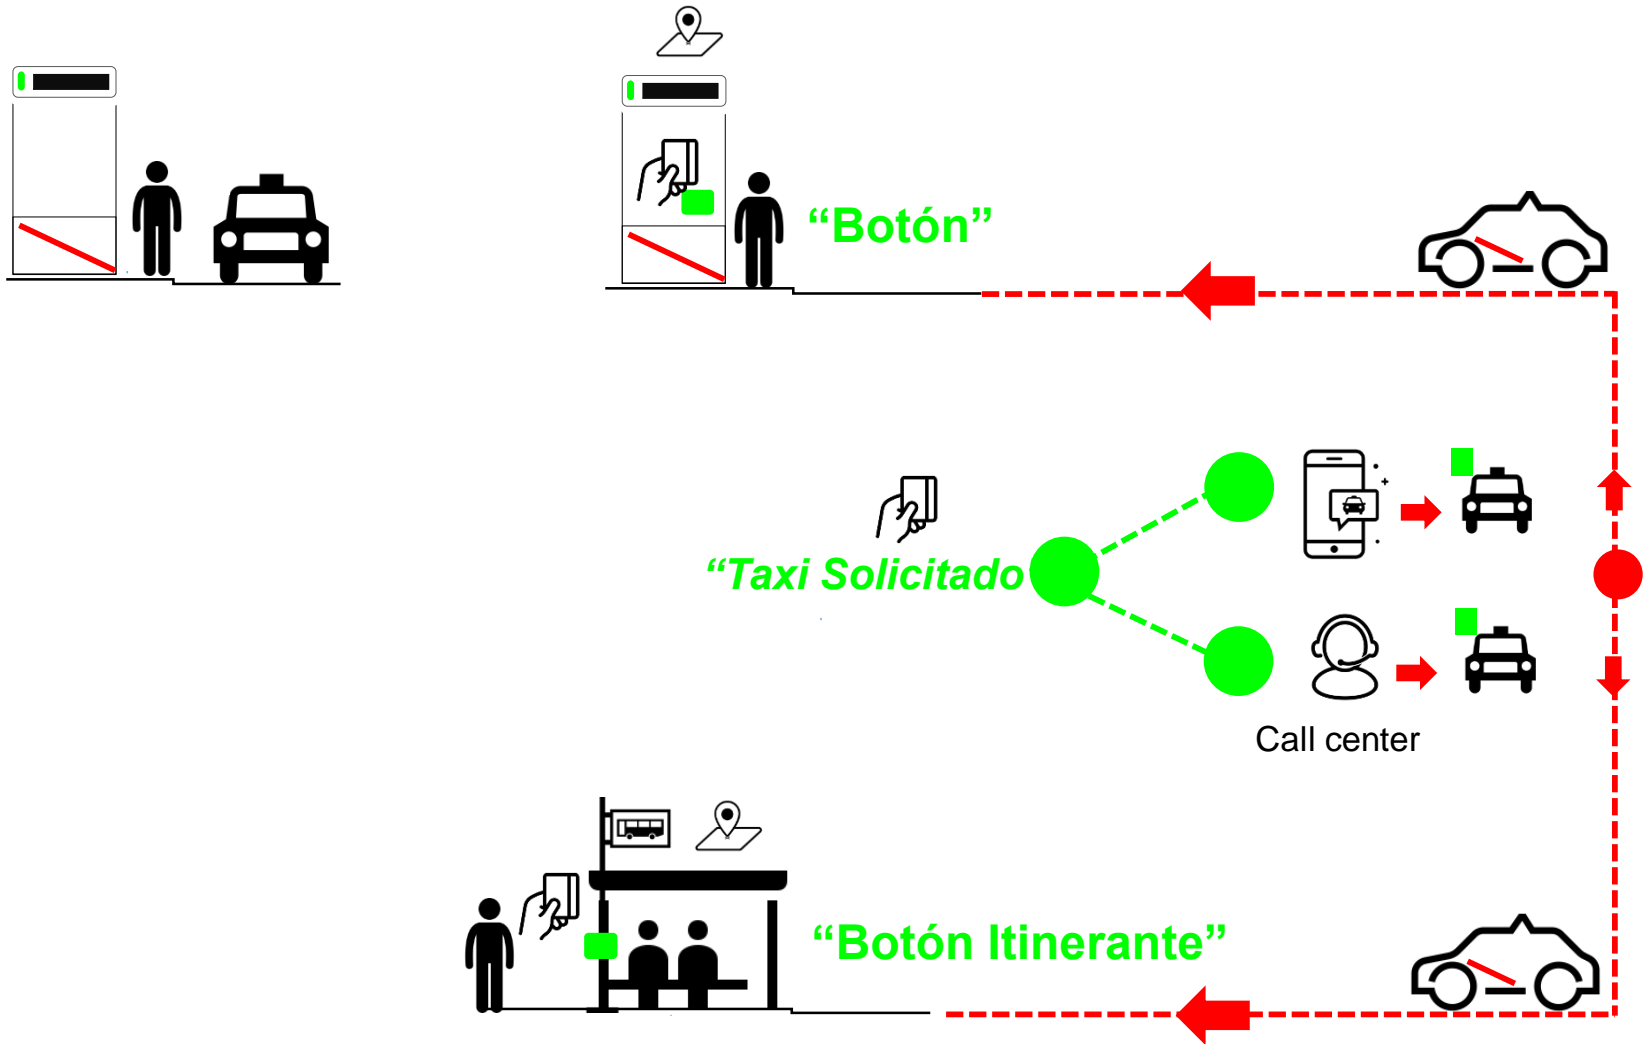 “Botón”
“Taxi Solicitado
Call center
“Botón Itinerante”